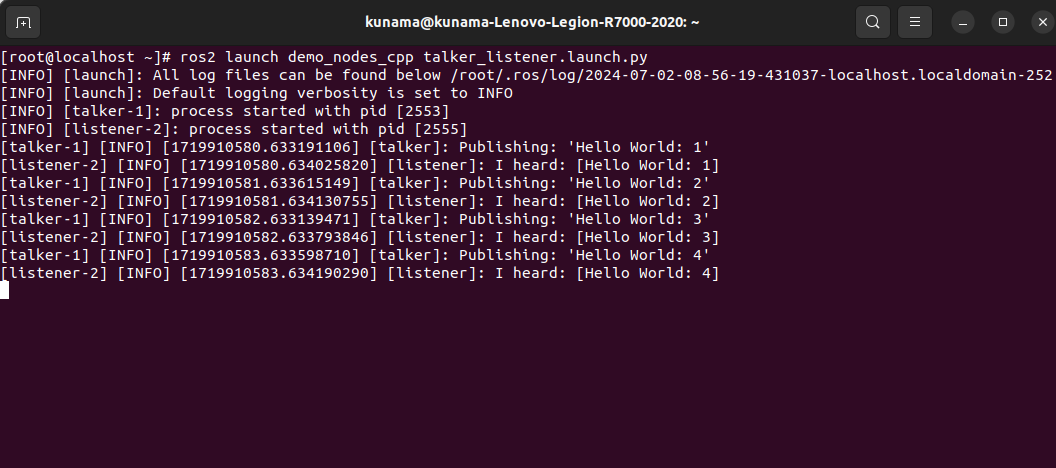 kunama@kunama-Lenovo-Legion-R7000-2020: ~
[root@localhost ~]# ros2 launch demo_nodes_cpp talker_listener.launch.py
[INFO] [launch]: All log files can be found below /root/.ros/log/2024-07-02-08-56-19-431037-localhost.localdomain-252
[INFO] [launch]: Default logging verbosity is set to INFO
[INFO] [talker-1]: process started with pid [2553]
[INFO] [listener-2]: process started with pid [2555]
[talker-1] [INFO] [1719910580.633191106] [talker]: Publishing: 'Hello World: 1'
[listener-2] [INFO] [1719910580.634025820] [listener]: I heard: [Hello World: 1]
[talker-1] [INFO] [1719910581.633615149] [talker]: Publishing: 'Hello World: 2'
[listener-2] [INFO] [1719910581.634130755] [listener]: I heard: [Hello World: 2]
[talker-1] [INFO] [1719910582.633139471] [talker]: Publishing: 'Hello World: 3'
[listener-2] [INFO] [1719910582.633793846] [listener]: I heard: [Hello World: 3]
[talker-1] [INFO] [1719910583.633598710] [talker]: Publishing: 'Hello World: 4'
[listener-2] [INFO] [1719910583.634190290] [listener]: I heard: [Hello World: 4]